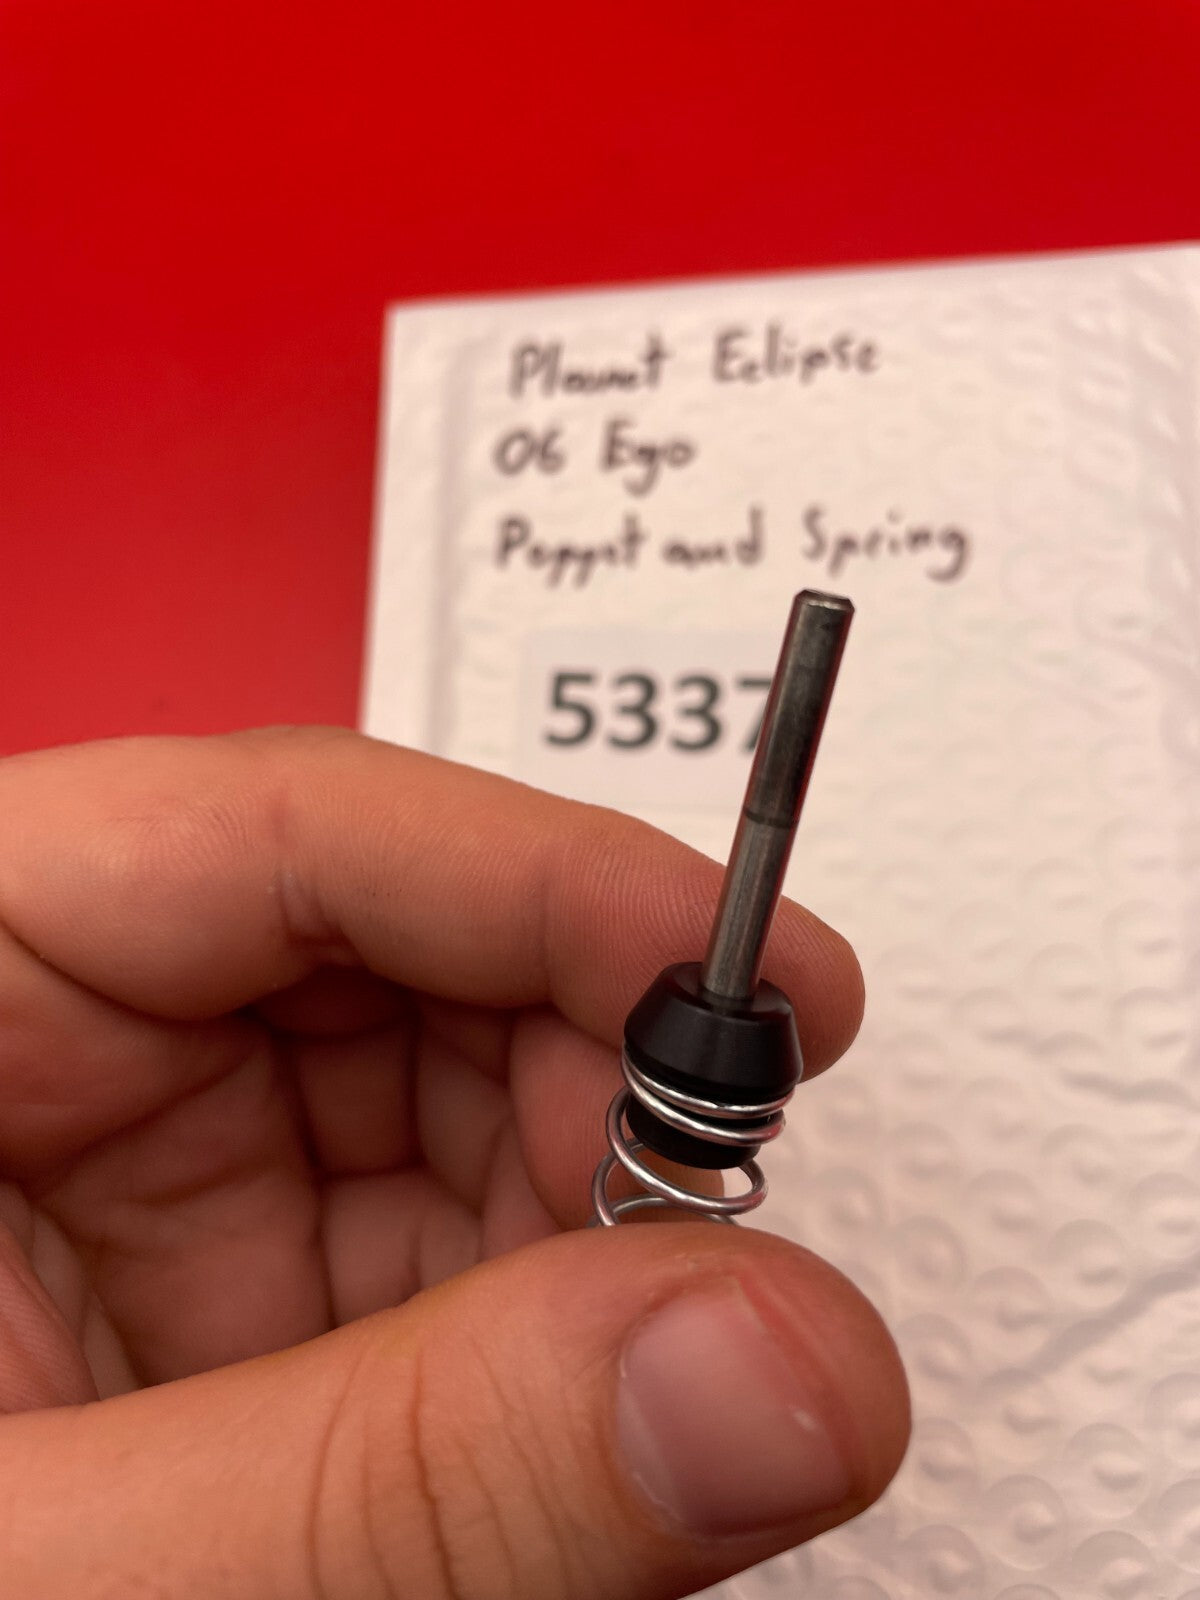 Planet Eclipse
06 Ego
Poppet and Spring
5337